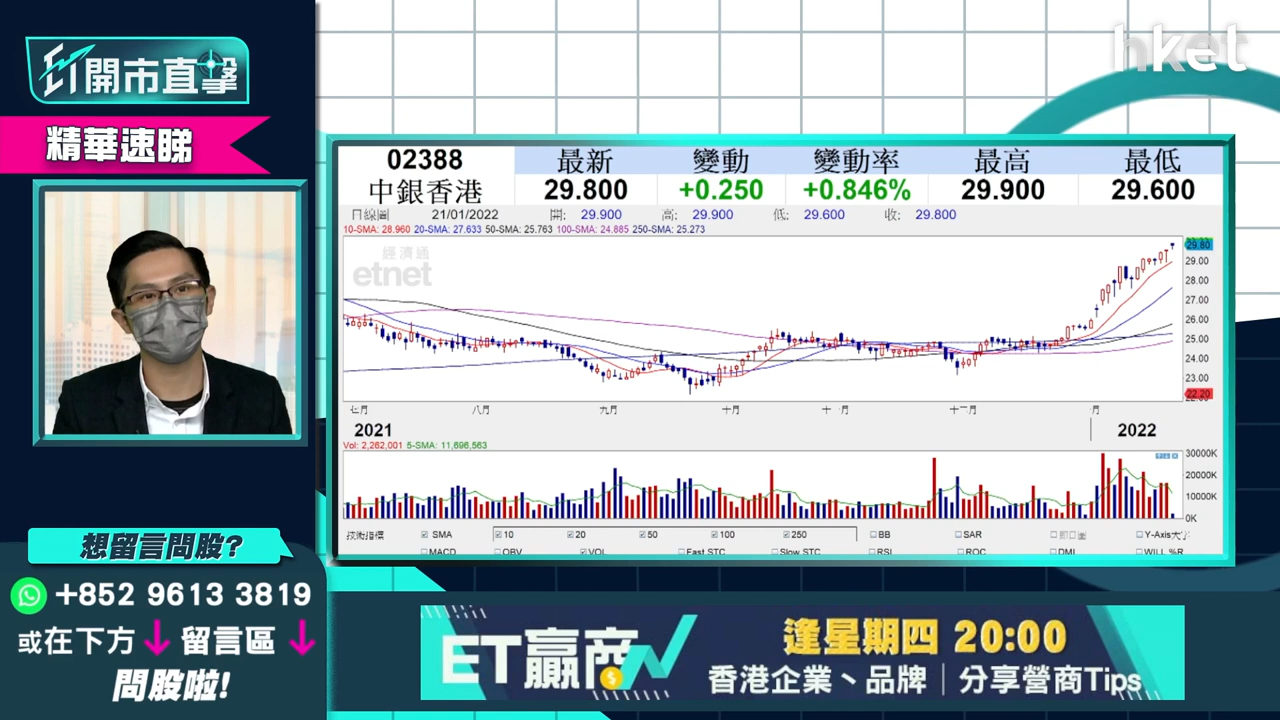 hket
ET開市直擊
精華速睇
想留言問股?
+852 9613 3819
或在下方 留言區
問股啦!
02388 最新 變動 變動率 最高 最低
中銀香港 29.800 +0.250 +0.846% 29.900 29.600
日線圖 21/01/2022 開: 29.900 高: 29.900 低: 29.600 收: 29.800
10-SMA: 28.960 20-SMA: 27.633 50-SMA: 25.763 100-SMA: 24.885 250-SMA: 25.273
經濟通
etnet
29.80
29.00
28.00
27.00
26.00
25.00
24.00
23.00
22.20
七月 八月 九月 十月 十一月 十二月 一月
2021 2022
Vol: 2,262,001 5-SMA: 11,696,563
30000K
20000K
10000K
0K
技術指標 SMA 10 20 50 100 250 BB SAR Y-Axis大小
MACD OBV VOL Fast STC Slow STC RSI ROC DMI WILL %R
ET贏商
逢星期四 20:00
香港企業、品牌｜分享營商Tips